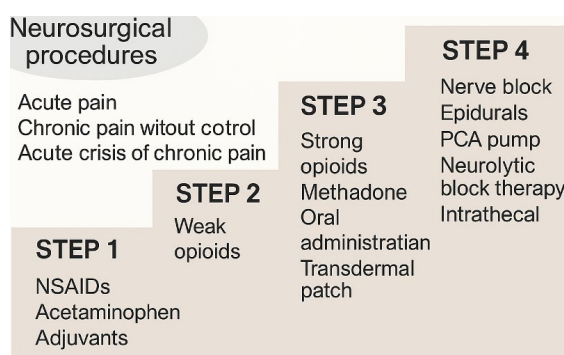 Neurosurgical
procedures
Acute pain
Chronic pain witout cotrol
Acute crisis of chronic pain
STEP 1
NSAIDs
Acetaminophen
Adjuvants
STEP 2
Weak
opioids
STEP 3
Strong
opioids
Methadone
Oral
administratian
Transdermal
patch
STEP 4
Nerve block
Epidurals
PCA pump
Neurolytic
block therapy
Intrathecal